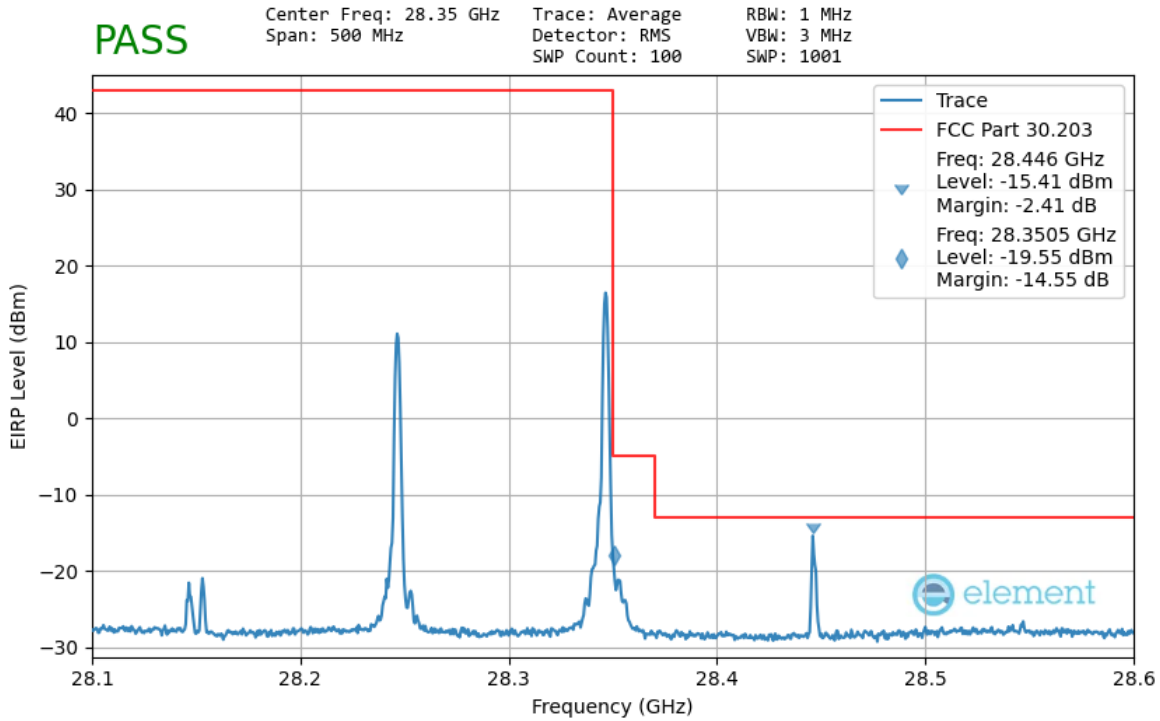 PASS
Center Freq: 28.35 GHz
Span: 500 MHz
Trace: Average
Detector: RMS
SWP Count: 100
RBW: 1 MHz
VBW: 3 MHz
SWP: 1001
EIRP Level (dBm)
40
30
20
10
0
−10
−20
−30
Trace
FCC Part 30.203
Freq: 28.446 GHz
Level: -15.41 dBm
Margin: -2.41 dB
Freq: 28.3505 GHz
Level: -19.55 dBm
Margin: -14.55 dB
element
28.1 28.2 28.3 28.4 28.5 28.6
Frequency (GHz)